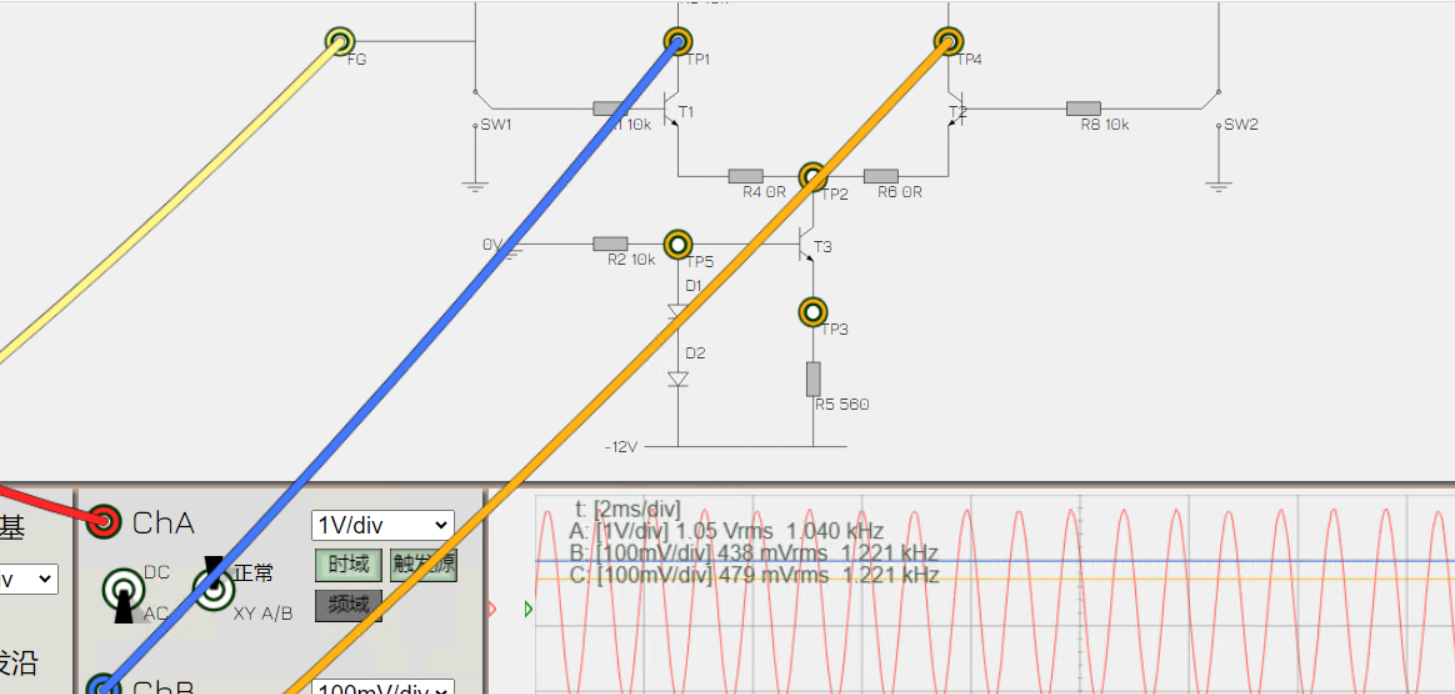 FG
TP1
TP4
T1
T2
SW1
10k
R8 10k
SW2
R4 0R
TP2
R6 0R
0V
R2 10k
TP5
T3
D1
TP3
D2
R5 560
-12V
基
ChA
1V/div
t: [2ms/div]
A: [1V/div] 1.05 Vrms 1.040 kHz
B: [100mV/div] 438 mVrms 1.221 kHz
C: [100mV/div] 479 mVrms 1.221 kHz
DC
正常
时域
触发源
AC
XY A/B
频域
沿
ChB
100mV/div